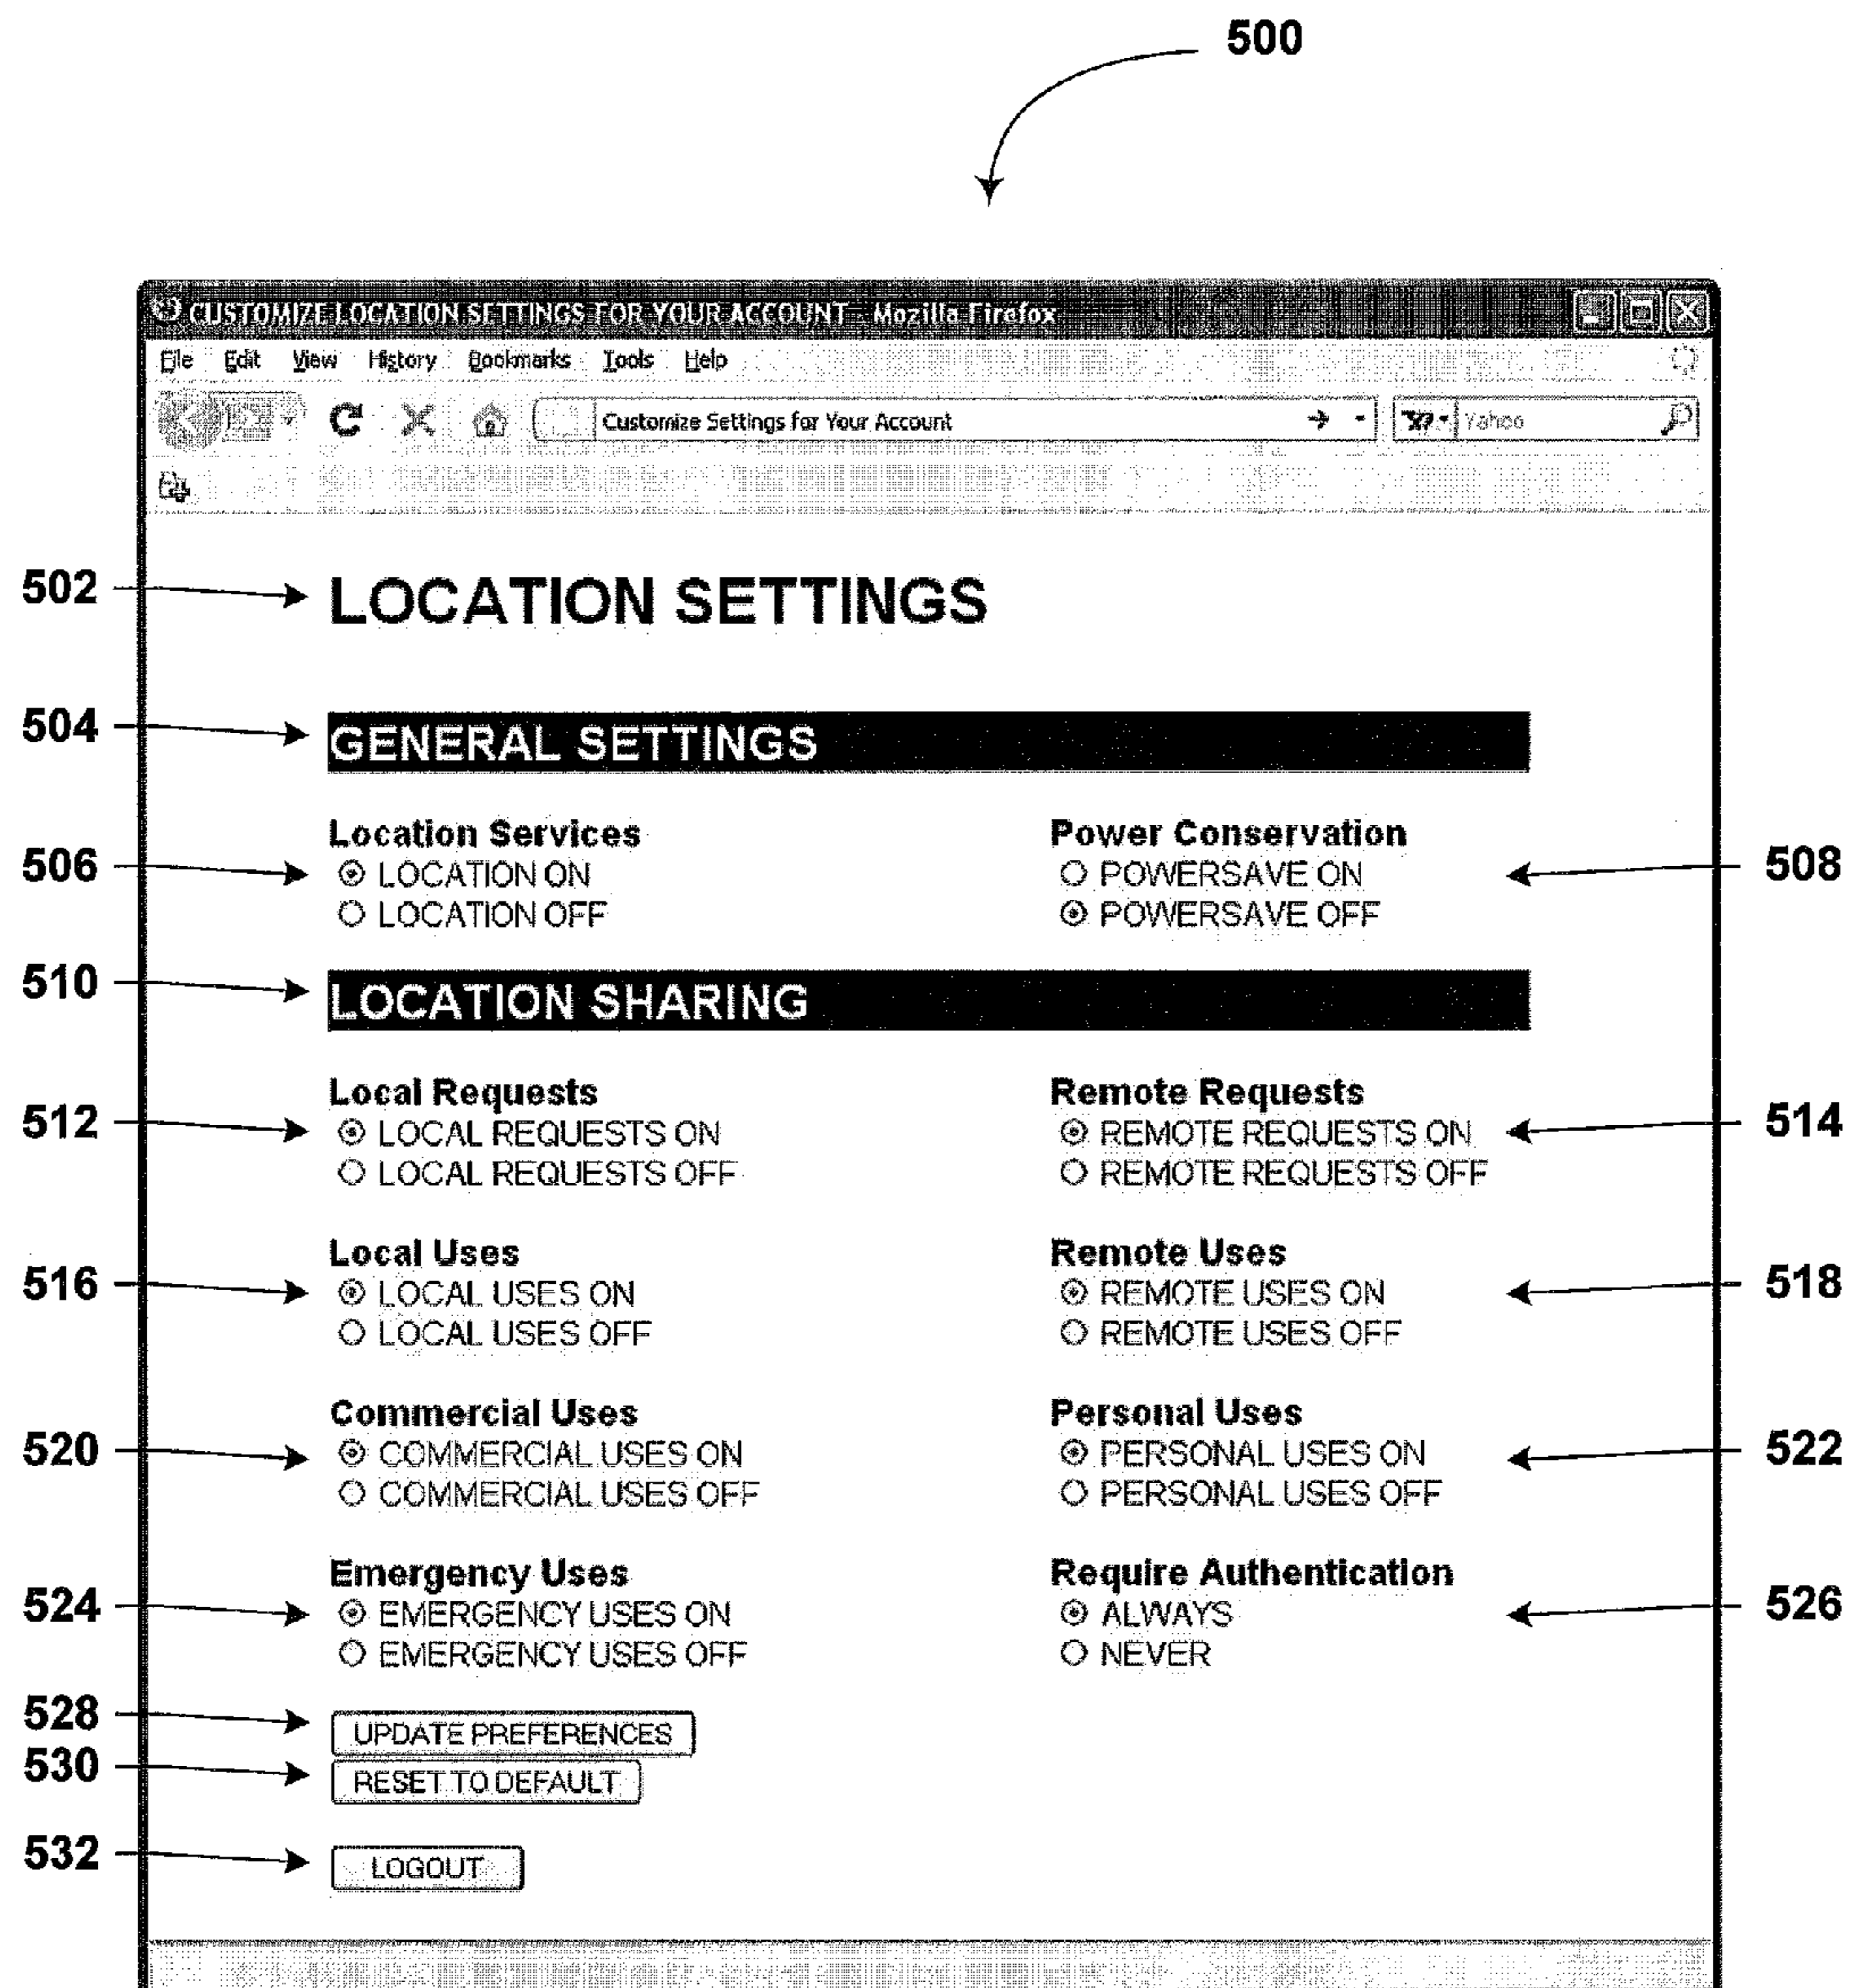 500
CUSTOMIZE LOCATION SETTINGS FOR YOUR ACCOUNT - Mozilla Firefox
File Edit View History Bookmarks Tools Help
Customize Settings for Your Account
Yahoo
502 LOCATION SETTINGS
504 GENERAL SETTINGS
Location Services Power Conservation
506 LOCATION ON POWERSAVE ON 508
LOCATION OFF POWERSAVE OFF
510 LOCATION SHARING
Local Requests Remote Requests
512 LOCAL REQUESTS ON REMOTE REQUESTS ON 514
LOCAL REQUESTS OFF REMOTE REQUESTS OFF
Local Uses Remote Uses
516 LOCAL USES ON REMOTE USES ON 518
LOCAL USES OFF REMOTE USES OFF
Commercial Uses Personal Uses
520 COMMERCIAL USES ON PERSONAL USES ON 522
COMMERCIAL USES OFF PERSONAL USES OFF
Emergency Uses Require Authentication
524 EMERGENCY USES ON ALWAYS 526
EMERGENCY USES OFF NEVER
528 UPDATE PREFERENCES
530 RESET TO DEFAULT
532 LOGOUT